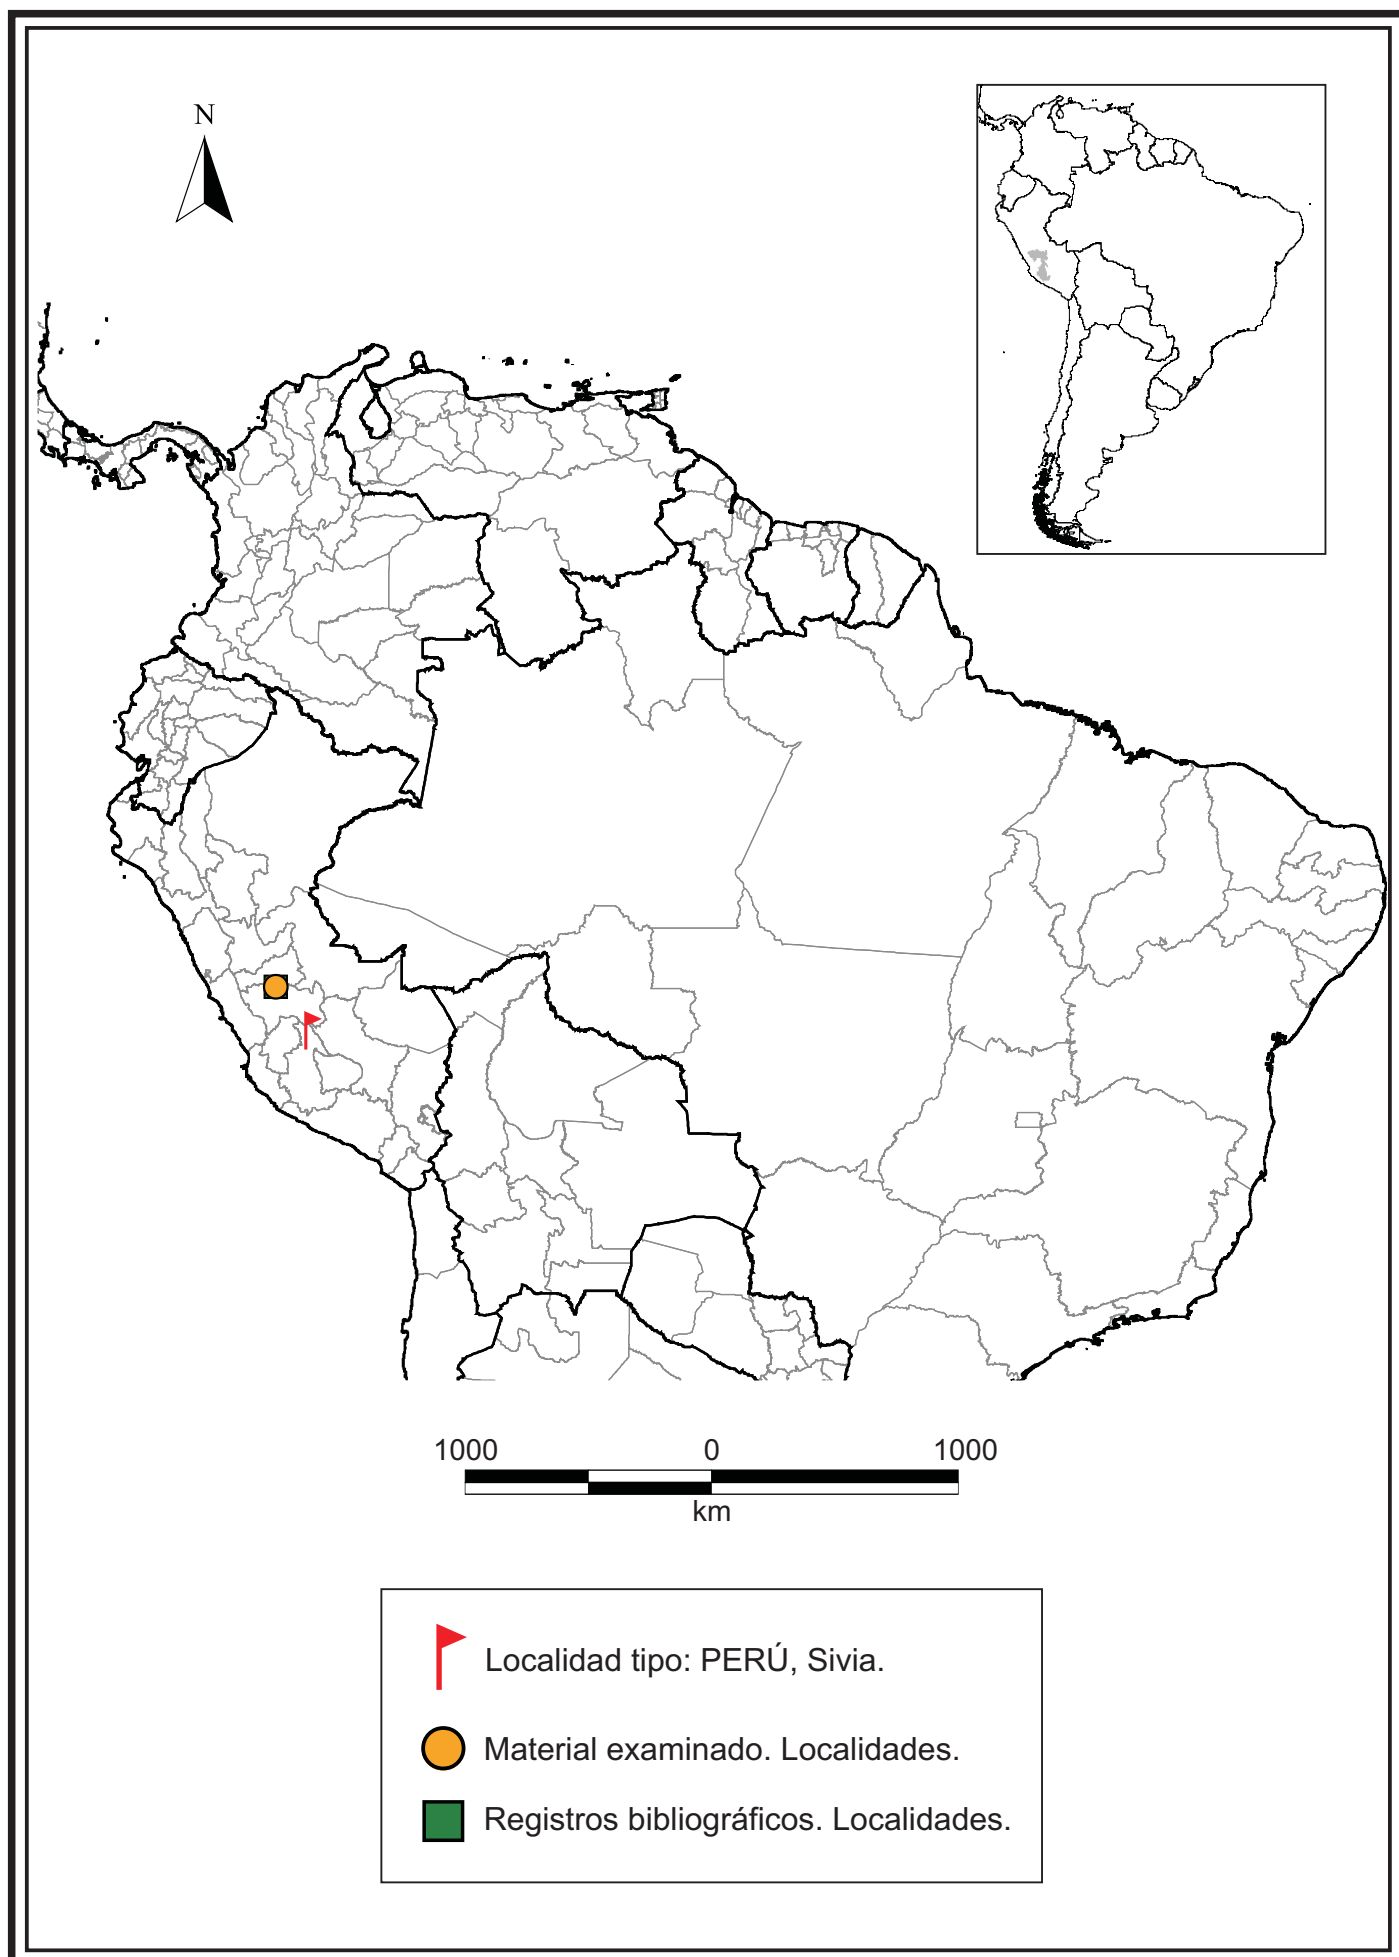 N
1000 0 1000
km
Localidad tipo: PERÚ, Sivia.
Material examinado. Localidades.
Registros bibliográficos. Localidades.